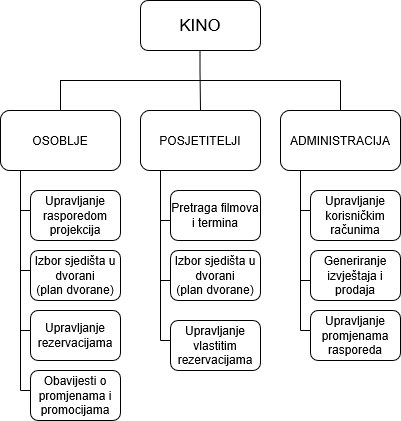 KINO
OSOBLJE
POSJETITELJI
ADMINISTRACIJA
Upravljanje
rasporedom
projekcija
Izbor sjedišta u
dvorani
(plan dvorane)
Upravljanje
rezervacijama
Obavijesti o
promjenama i
promocijama
Pretraga filmova
i termina
Izbor sjedišta u
dvorani
(plan dvorane)
Upravljanje
vlastitim
rezervacijama
Upravljanje
korisničkim
računima
Generiranje
izvještaja i
prodaja
Upravljanje
promjenama
rasporeda